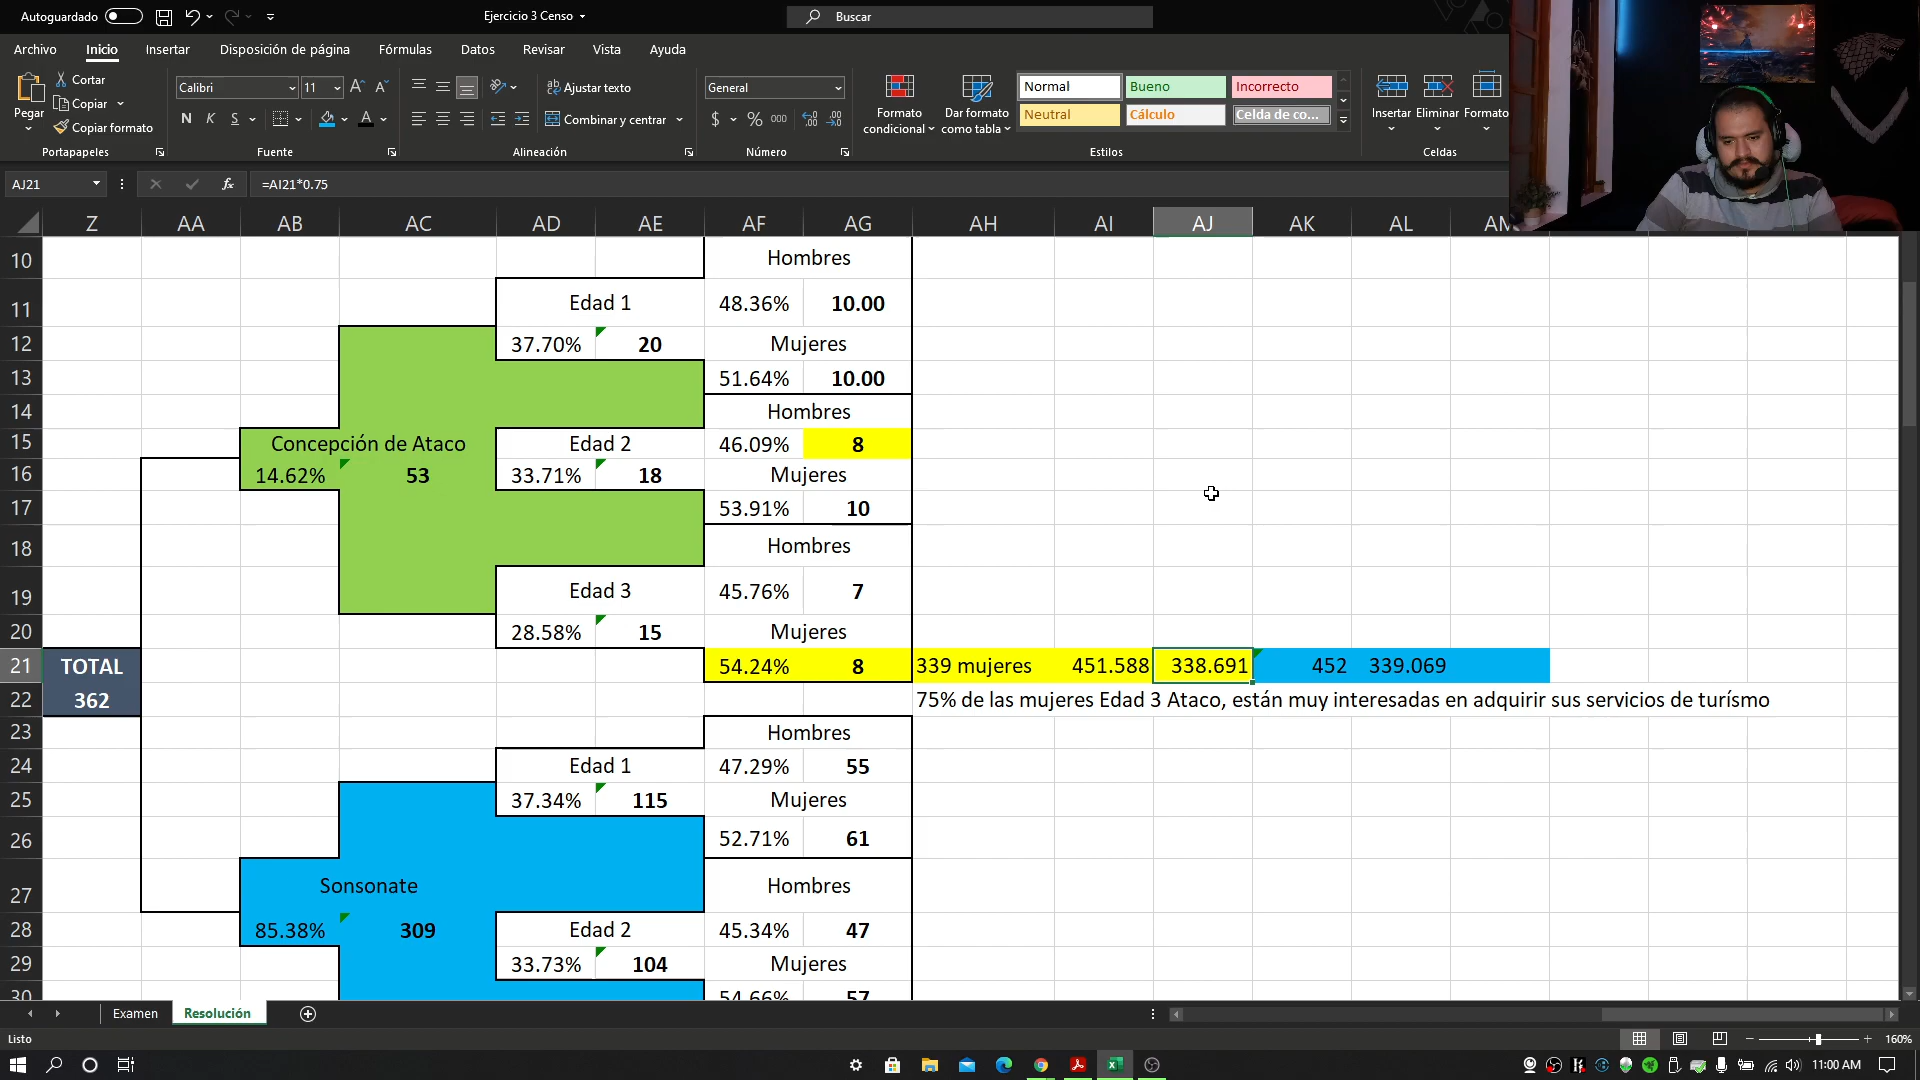 Autoguardado
Ejercicio 3 Censo
Buscar
Archivo Inicio Insertar Disposición de página Fórmulas Datos Revisar Vista Ayuda
Pegar
Cortar
Copiar
Copiar formato
Portapapeles
Calibri 11 A A
N K S A
Fuente
ab Ajustar texto
Combinar y centrar
Alineación
General
$ % 000
Número
Formato condicional
Dar formato como tabla
Normal Bueno Incorrecto
Neutral Cálculo Celda de co...
Estilos
Insertar Eliminar Formato
Celdas
AJ21 fx =AI21*0.75
Z AA AB AC AD AE AF AG AH AI AJ AK AL AM
10 Hombres
11 Edad 1 48.36% 10.00
12 37.70% 20 Mujeres
13 51.64% 10.00
14 Hombres
15 Concepción de Ataco Edad 2 46.09% 8
16 14.62% 53 33.71% 18 Mujeres
17 53.91% 10
18 Hombres
19 Edad 3 45.76% 7
20 28.58% 15 Mujeres
21 TOTAL 54.24% 8 339 mujeres 451.588 338.691 452 339.069
22 362 75% de las mujeres Edad 3 Ataco, están muy interesadas en adquirir sus servicios de turísmo
23 Hombres
24 Edad 1 47.29% 55
25 37.34% 115 Mujeres
26 52.71% 61
27 Sonsonate Hombres
28 85.38% 309 Edad 2 45.34% 47
29 33.73% 104 Mujeres
30 54.66% 57
Examen Resolución
Listo
160%
11:00 AM